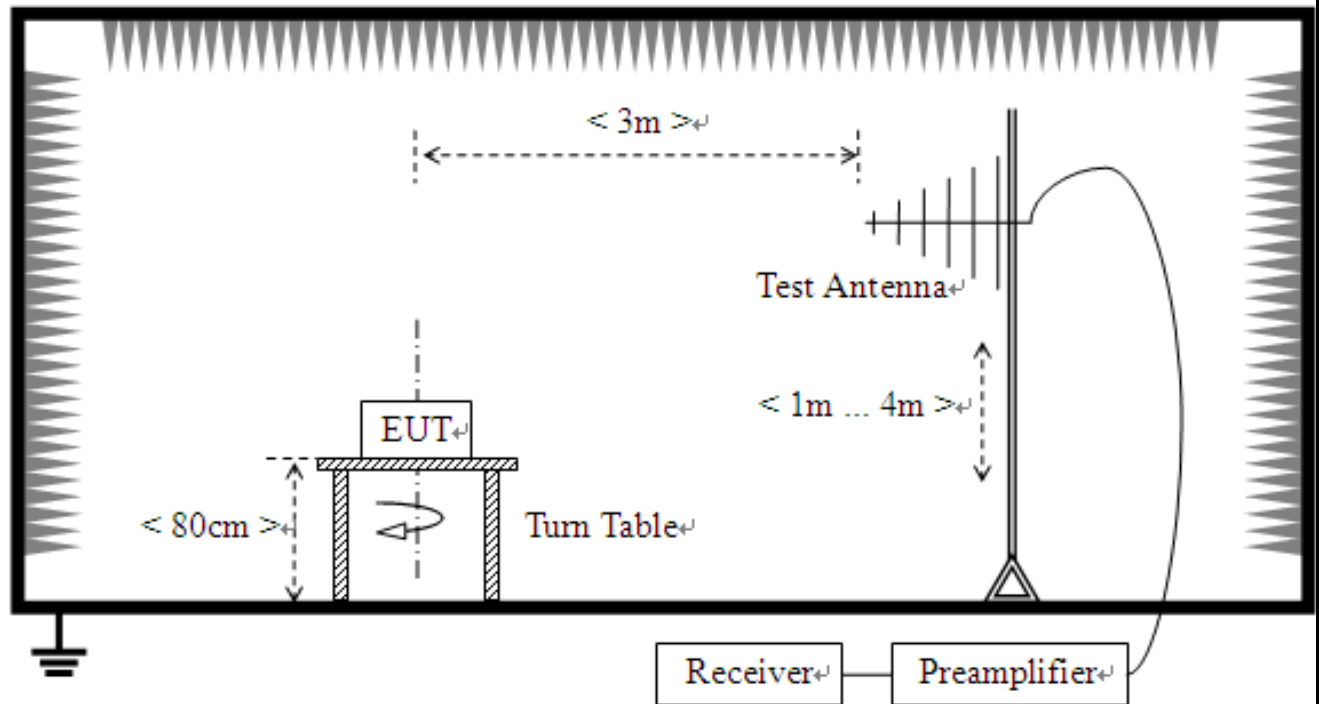 < 3m >↵
Test Antenna↵
< 1m ... 4m >↵
EUT↵
< 80cm >↵
Turn Table↵
Receiver↵
Preamplifier↵